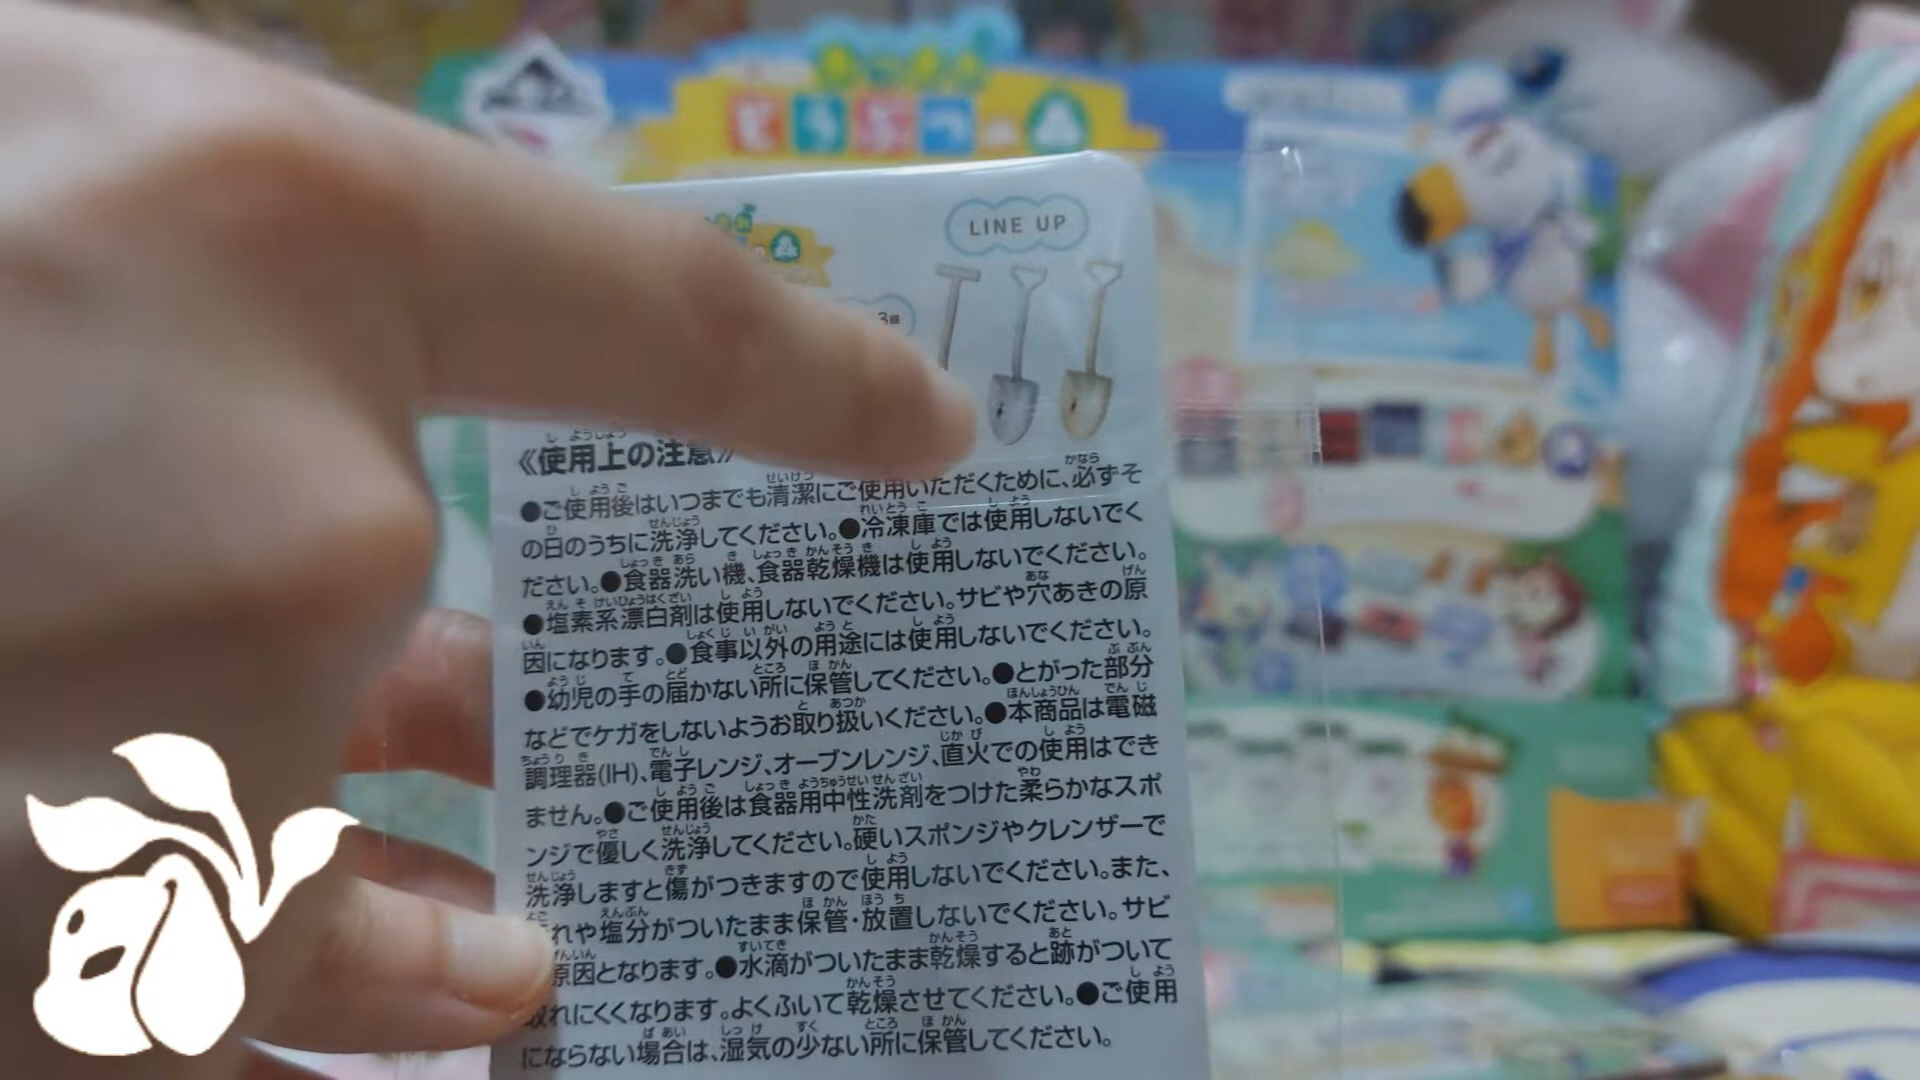 どうぶつの森
LINE UP
3種
《使用上の注意》
●ご使用後はいつまでも清潔にご使用いただくために、必ずそ
の日のうちに洗浄してください。●冷凍庫では使用しないでく
ださい。●食器洗い機、食器乾燥機は使用しないでください。
●塩素系漂白剤は使用しないでください。サビや穴あきの原
因になります。●食事以外の用途には使用しないでください。
●幼児の手の届かない所に保管してください。●とがった部分
などでケガをしないようお取り扱いください。●本商品は電磁
調理器(IH)、電子レンジ、オーブンレンジ、直火での使用はでき
ません。●ご使用後は食器用中性洗剤をつけた柔らかなスポ
ンジで優しく洗浄してください。硬いスポンジやクレンザーで
洗浄しますと傷がつきますので使用しないでください。また、
れや塩分がついたまま保管・放置しないでください。サビ
原因となります。●水滴がついたまま乾燥すると跡がついて
取れにくくなります。よくふいて乾燥させてください。●ご使用
にならない場合は、湿気の少ない所に保管してください。